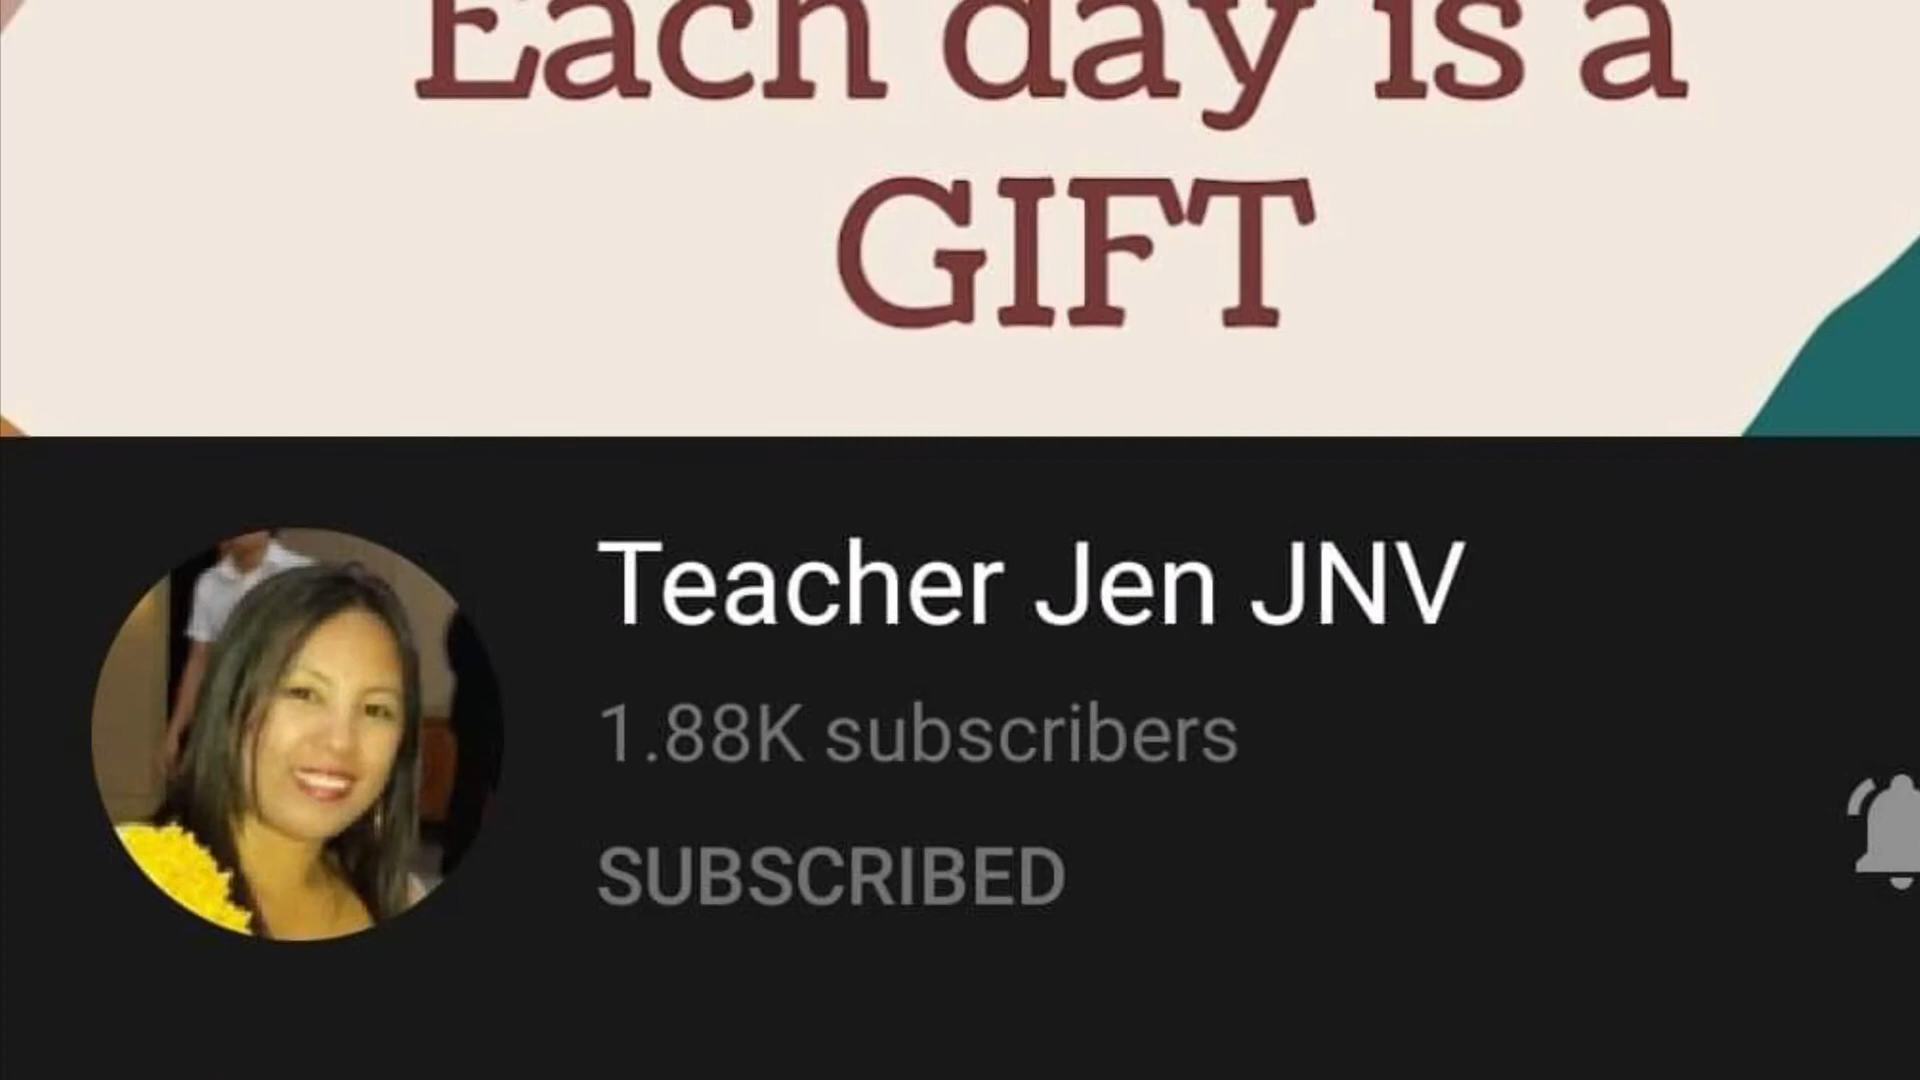 Each day is a
GIFT
Teacher Jen JNV
1.88K subscribers
SUBSCRIBED